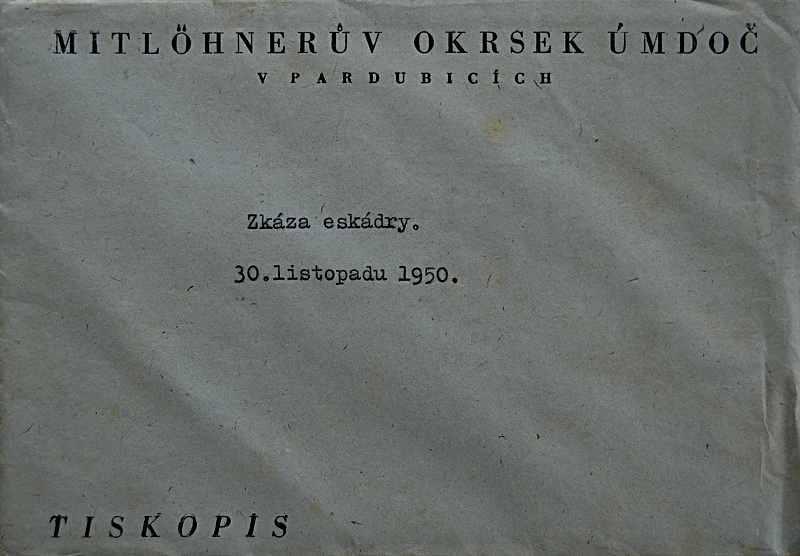 MITLÖHNERŮV OKRSEK ÚMDOČ
V PARDUBICÍCH
Zkáza eskádry.
30.listopadu 1950.
TISKOPIS